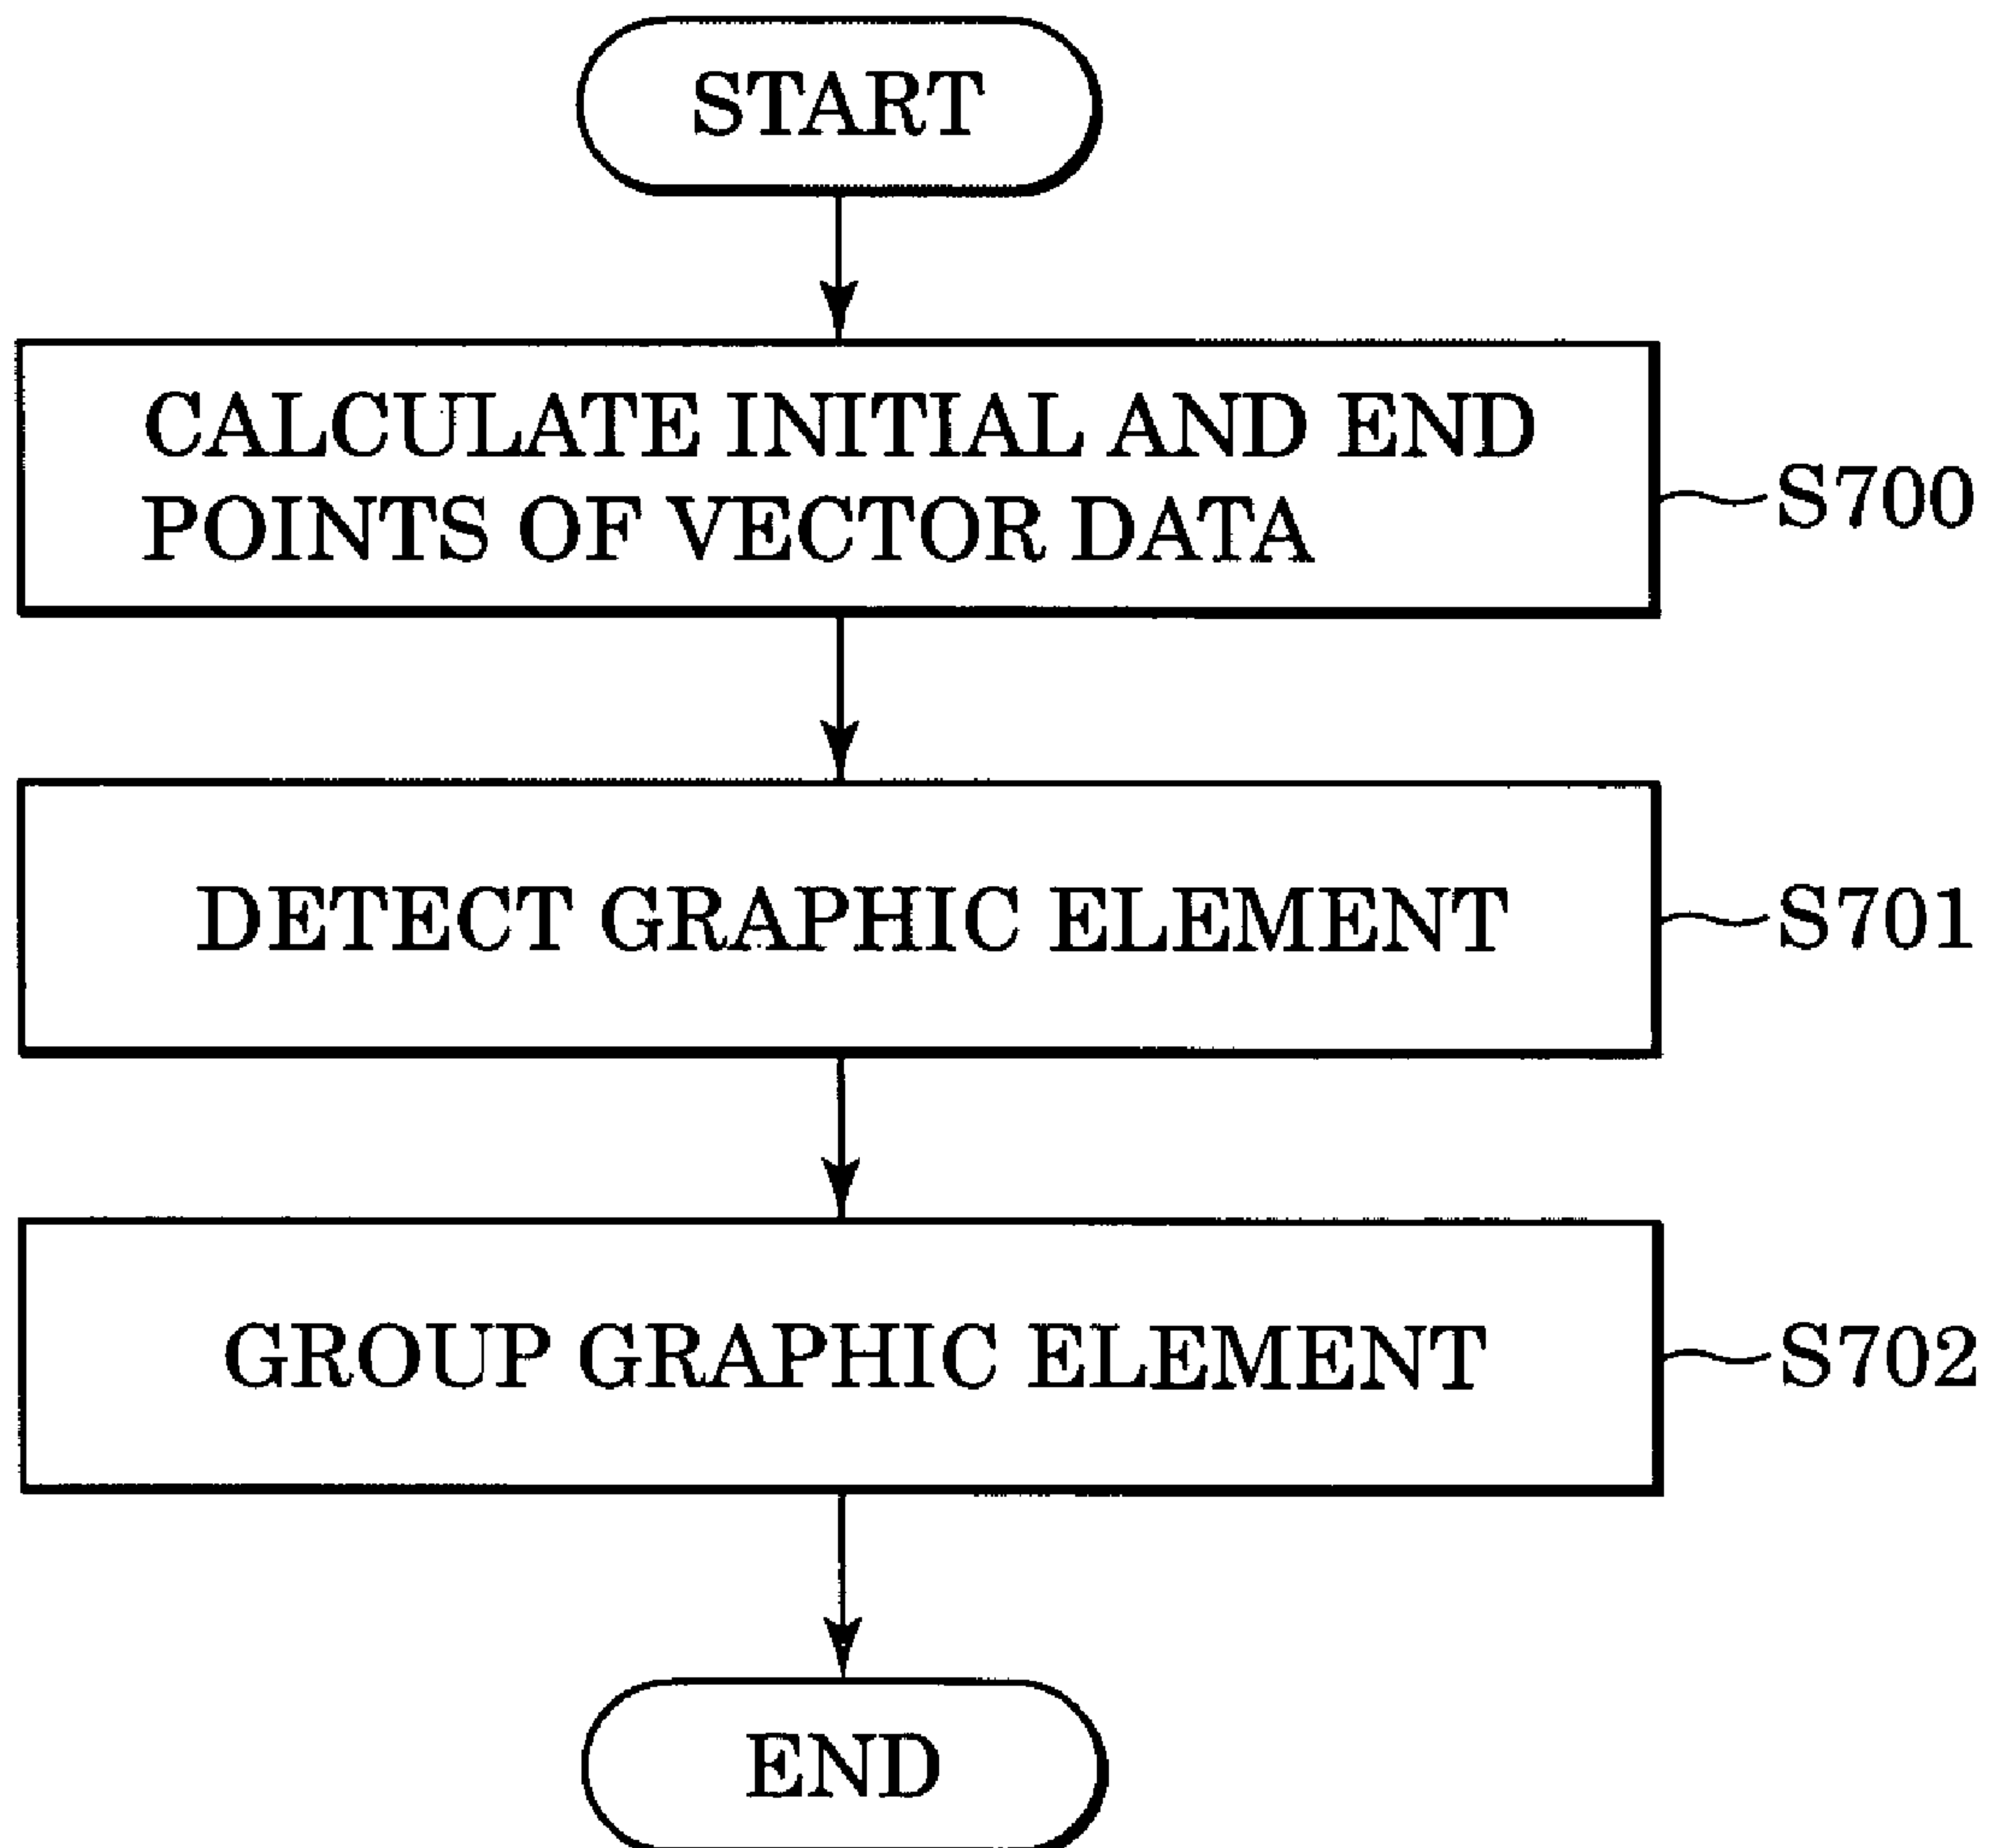 START
CALCULATE INITIAL AND END
POINTS OF VECTOR DATA
S700
DETECT GRAPHIC ELEMENT
S701
GROUP GRAPHIC ELEMENT
S702
END